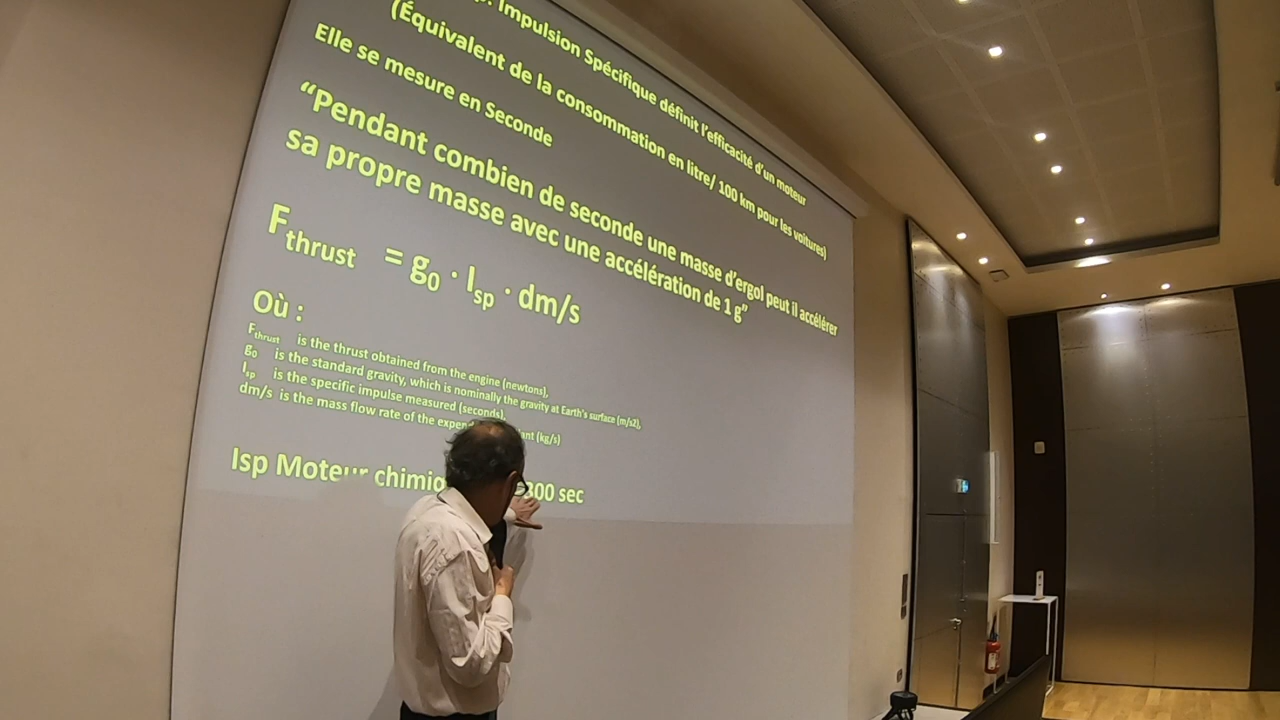 Impulsion Spécifique définit l'efficacité d'un moteur
(Équivalent de la consommation en litre/ 100 km pour les voitures)
Elle se mesure en Seconde
“Pendant combien de seconde une masse d'ergol peut il accélérer
sa propre masse avec une accélération de 1 g”
Fthrust = g0 · Isp · dm/s
Où :
Fthrust is the thrust obtained from the engine (newtons),
g0 is the standard gravity, which is nominally the gravity at Earth's surface (m/s2),
Isp is the specific impulse measured (seconds),
dm/s is the mass flow rate of the (kg/s)
Isp Moteur 300 sec